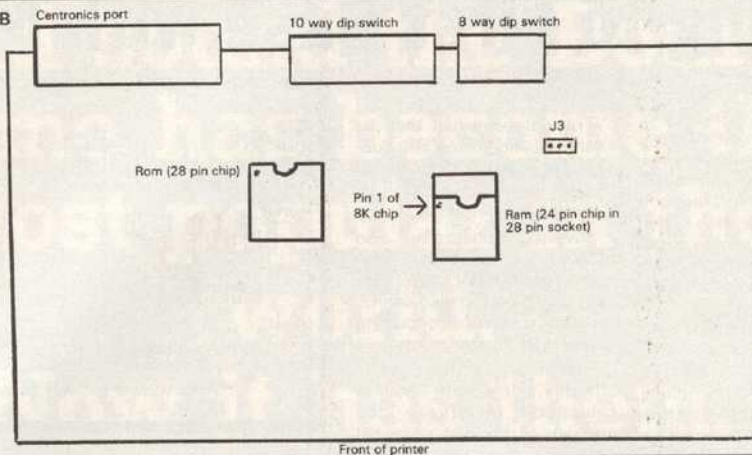 B
Centronics port
10 way dip switch
8 way dip switch
J3
Rom (28 pin chip)
Pin 1 of
8K chip
Ram (24 pin chip in
28 pin socket)
Front of printer